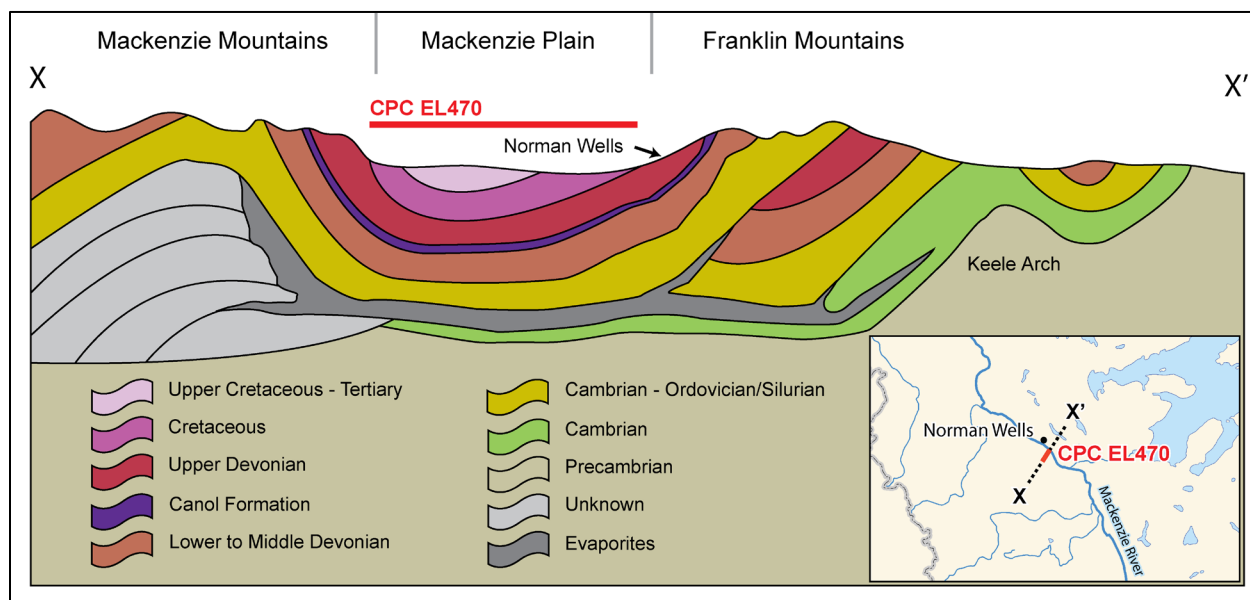 Mackenzie Mountains
Mackenzie Plain
Franklin Mountains
X
X'
CPC EL470
Norman Wells
Keele Arch
Upper Cretaceous - Tertiary
Cretaceous
Upper Devonian
Canol Formation
Lower to Middle Devonian
Cambrian - Ordovician/Silurian
Cambrian
Precambrian
Unknown
Evaporites
X'
Norman Wells
CPC EL470
X
Mackenzie River